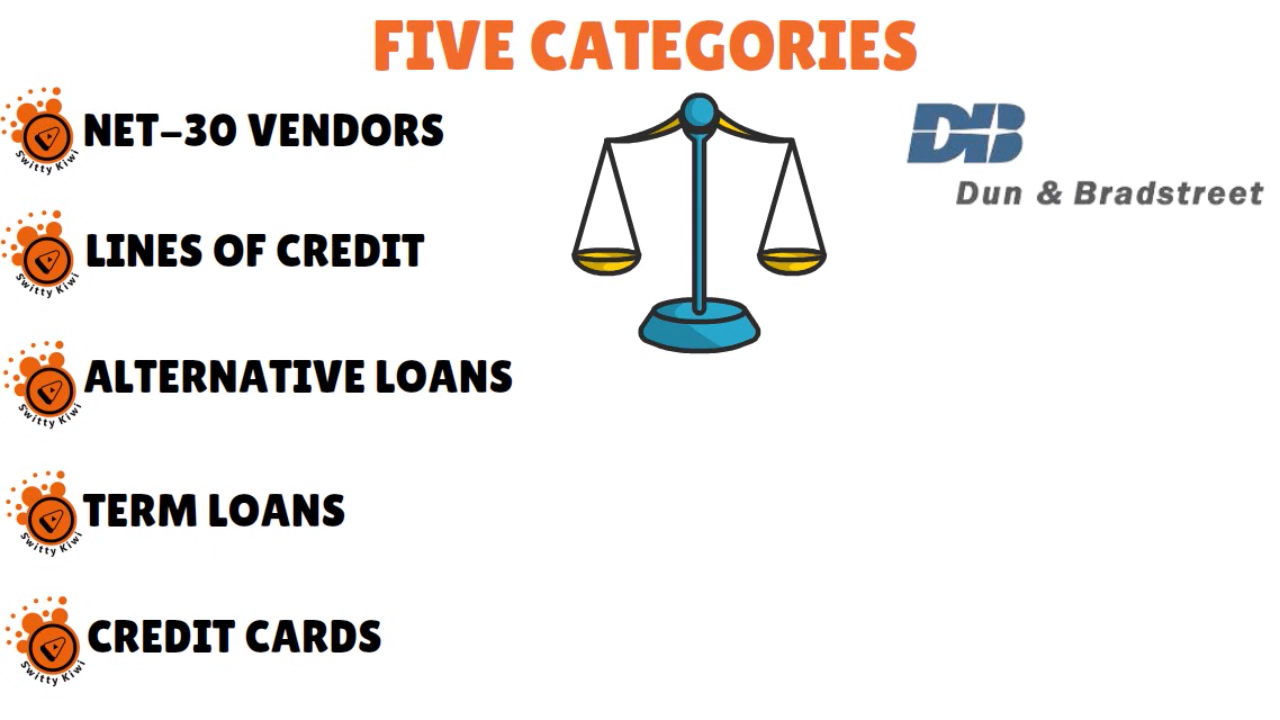 FIVE CATEGORIES
NET-30 VENDORS
Switty Kiwi
D&B
Dun & Bradstreet
LINES OF CREDIT
Switty Kiwi
ALTERNATIVE LOANS
Switty Kiwi
TERM LOANS
Switty Kiwi
CREDIT CARDS
Switty Kiwi